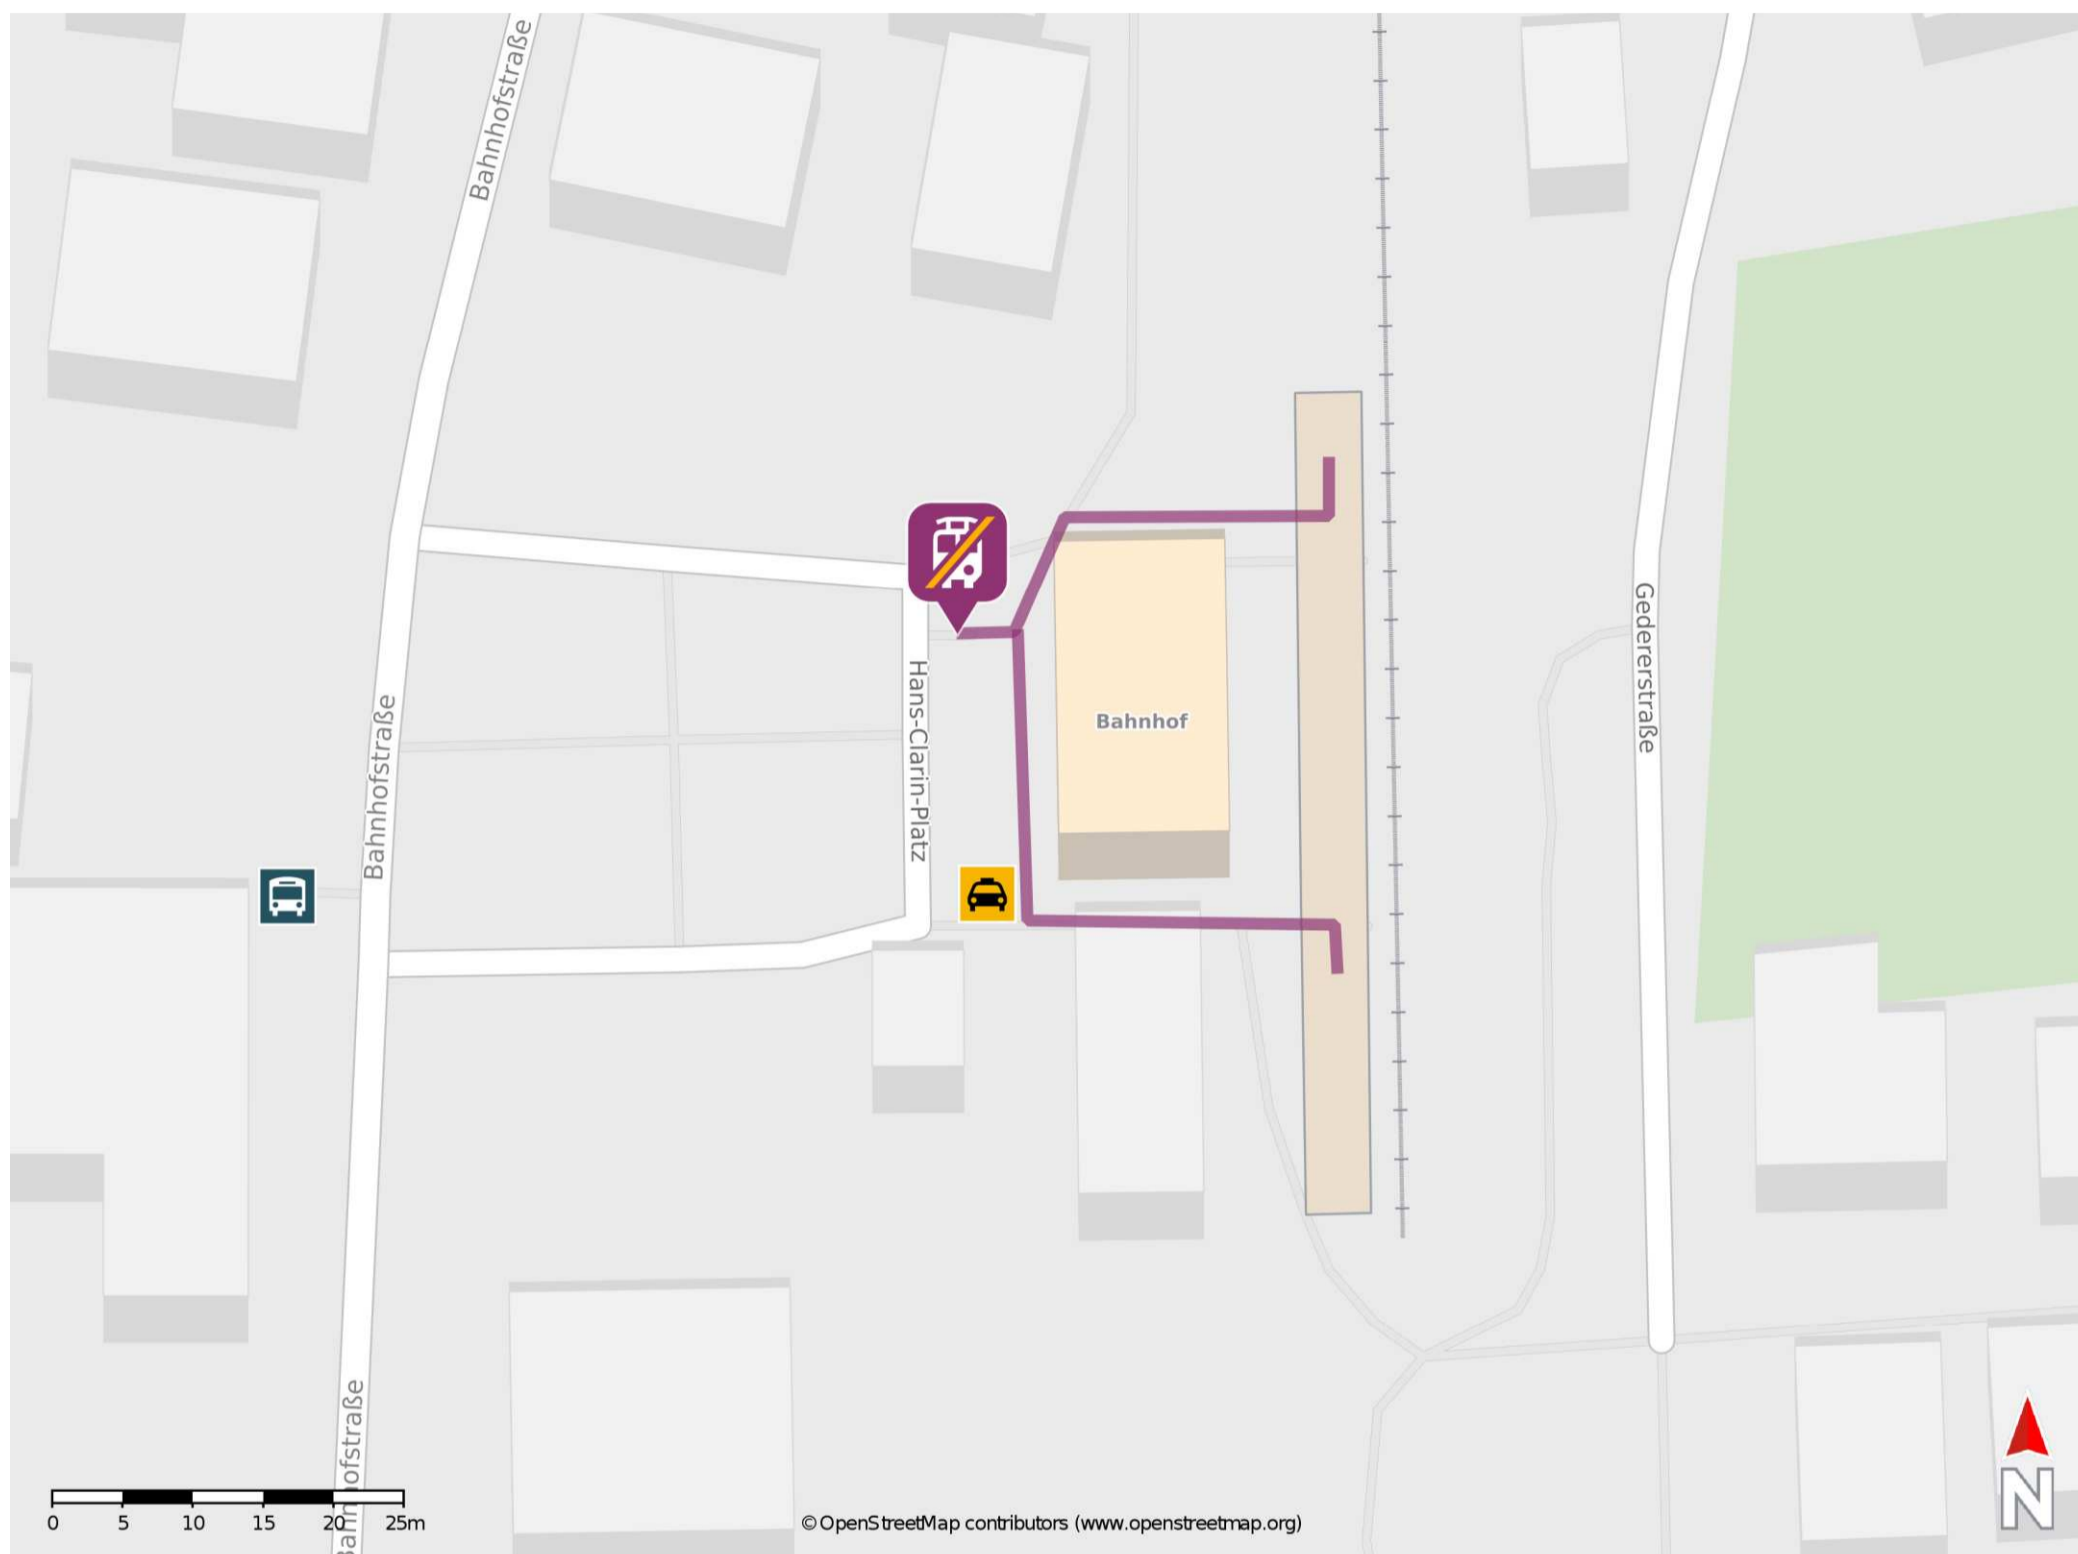 Bahnhofstraße
Gedererstraße
Hans-Clarin-Platz
Bahnhofstraße
Bahnhof
Bahnhofstraße
0 5 10 15 20 25m
© OpenStreetMap contributors (www.openstreetmap.org)
N